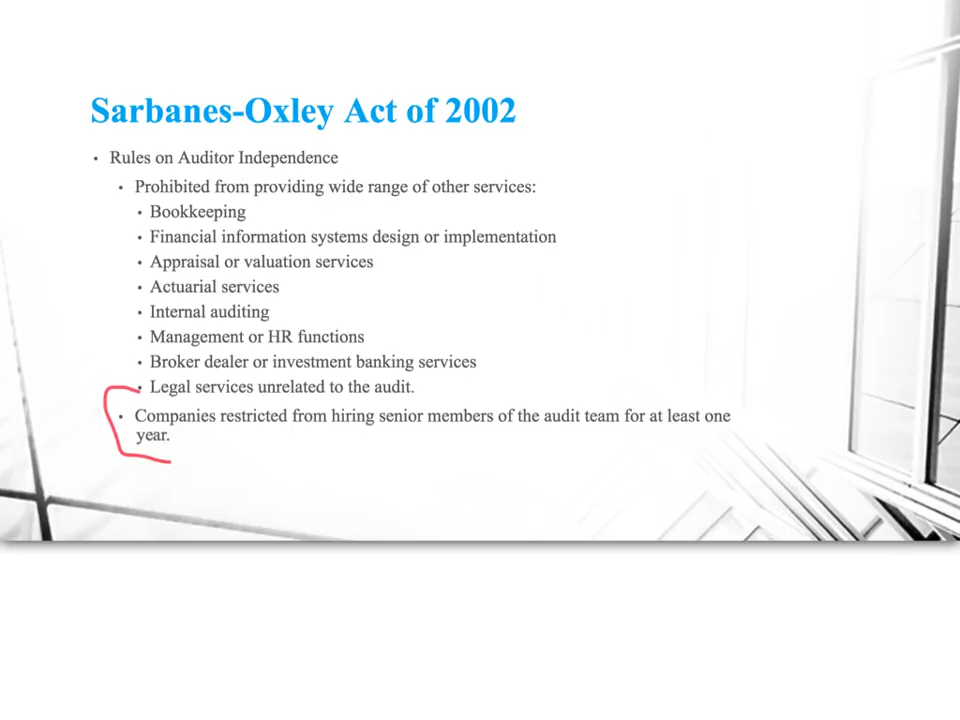 Sarbanes-Oxley Act of 2002
• Rules on Auditor Independence
• Prohibited from providing wide range of other services:
• Bookkeeping
• Financial information systems design or implementation
• Appraisal or valuation services
• Actuarial services
• Internal auditing
• Management or HR functions
• Broker dealer or investment banking services
• Legal services unrelated to the audit.
• Companies restricted from hiring senior members of the audit team for at least one
year.